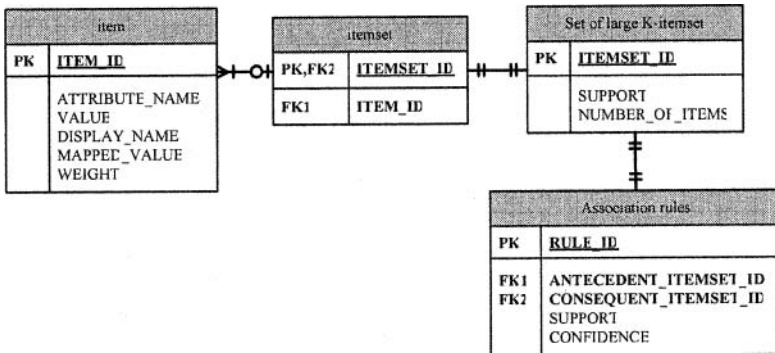 item
PK ITEM_ID
ATTRIBUTE_NAME
VALUE
DISPLAY_NAME
MAPPED_VALUE
WEIGHT
itemset
PK,FK2 ITEMSET_ID
FK1 ITEM_ID
Set of large K-itemset
PK ITEMSET_ID
SUPPORT
NUMBER_OF_ITEMS
Association rules
PK RULE_ID
FK1 ANTECEDENT_ITEMSET_ID
FK2 CONSEQUENT_ITEMSET_ID
SUPPORT
CONFIDENCE